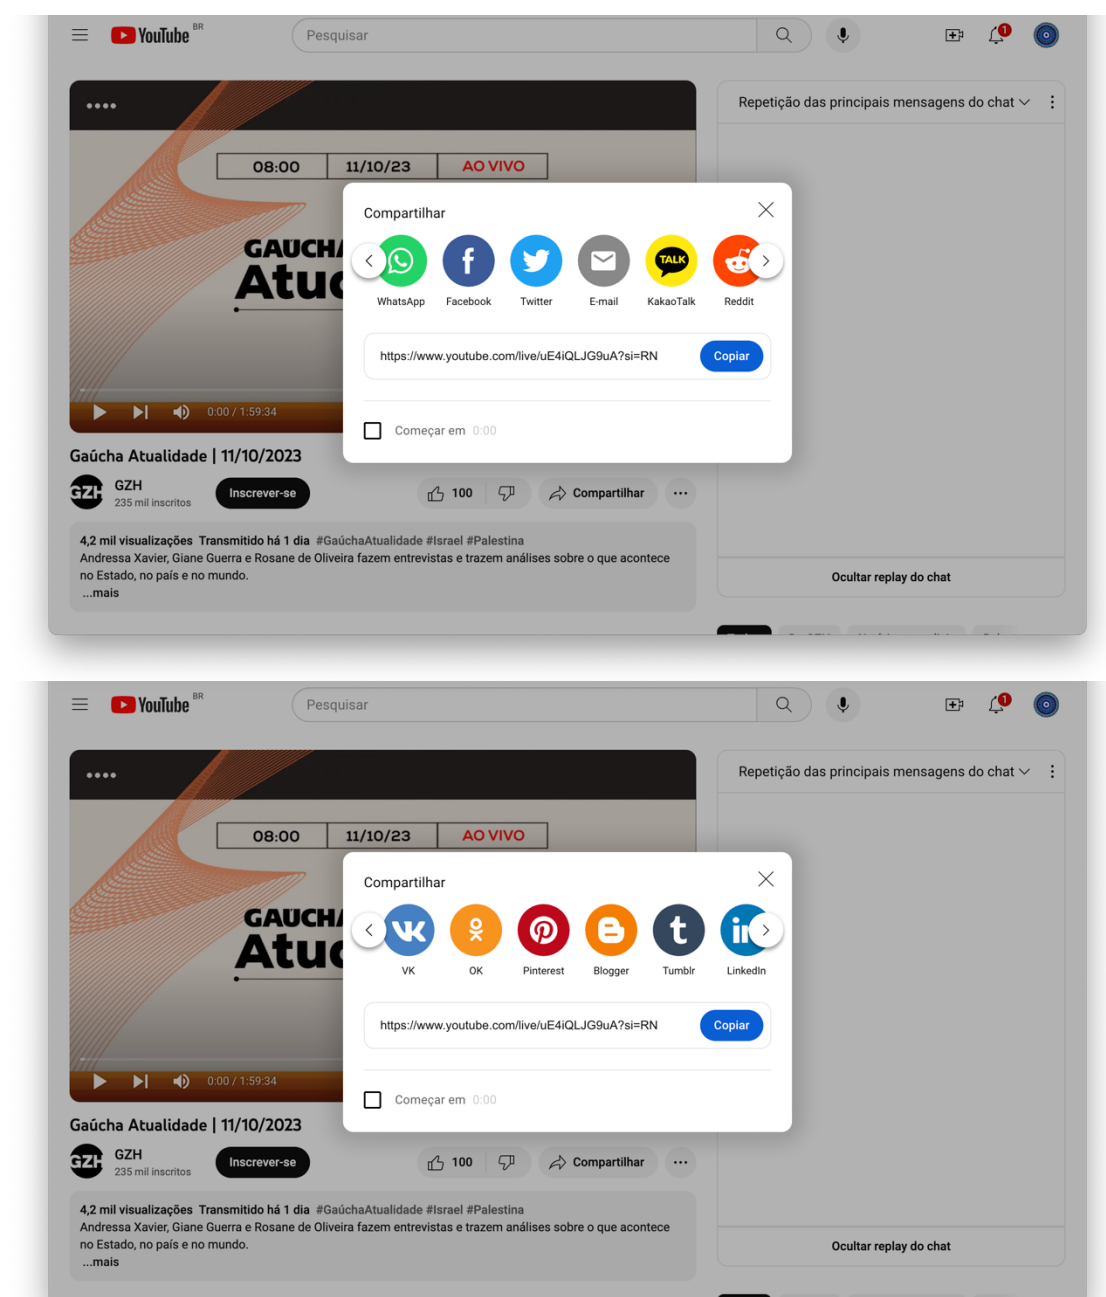 YouTube BR
Pesquisar
1
Repetição das principais mensagens do chat
08:00 11/10/23 AO VIVO
GAUCHA
Compartilhar
TALK
WhatsApp Facebook Twitter E-mail KakaoTalk Reddit
https://www.youtube.com/live/uE4iQLJG9uA?si=RN Copiar
Começar em 0:00
0:00 / 1:59:34
Gaúcha Atualidade | 11/10/2023
GZH
GZH
235 mil inscritos
Inscrever-se
100
Compartilhar
4,2 mil visualizações Transmitido há 1 dia #GaúchaAtualidade #Israel #Palestina
Andressa Xavier, Giane Guerra e Rosane de Oliveira fazem entrevistas e trazem análises sobre o que acontece
no Estado, no país e no mundo.
...mais
Ocultar replay do chat
YouTube BR
Pesquisar
1
Repetição das principais mensagens do chat
08:00 11/10/23 AO VIVO
GAUCHA
Compartilhar
VK OK Pinterest Blogger Tumblr LinkedIn
https://www.youtube.com/live/uE4iQLJG9uA?si=RN Copiar
Começar em 0:00
0:00 / 1:59:34
Gaúcha Atualidade | 11/10/2023
GZH
GZH
235 mil inscritos
Inscrever-se
100
Compartilhar
4,2 mil visualizações Transmitido há 1 dia #GaúchaAtualidade #Israel #Palestina
Andressa Xavier, Giane Guerra e Rosane de Oliveira fazem entrevistas e trazem análises sobre o que acontece
no Estado, no país e no mundo.
...mais
Ocultar replay do chat